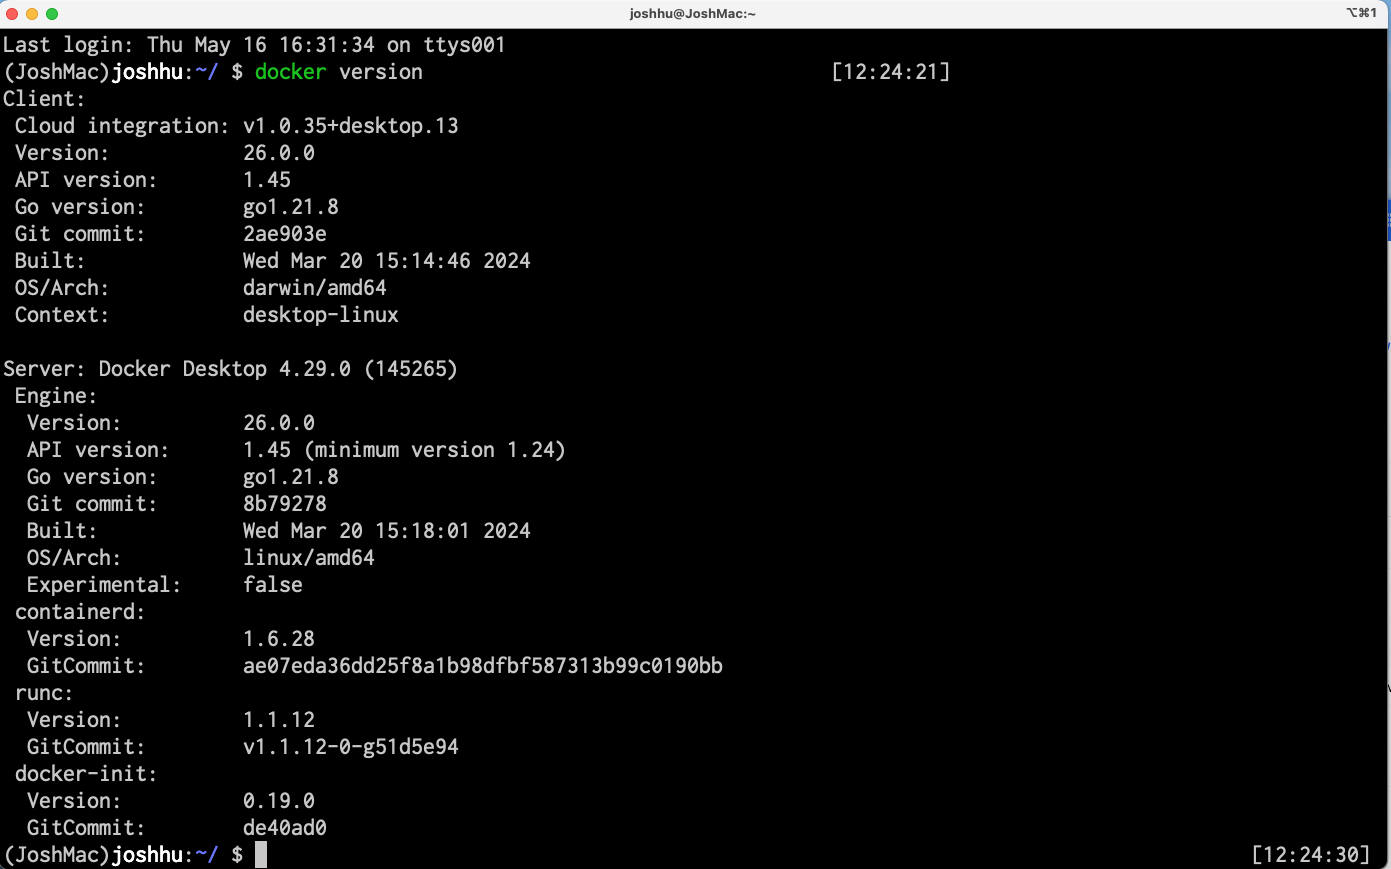 joshhu@JoshMac:~ ⌥⌘1
Last login: Thu May 16 16:31:34 on ttys001
(JoshMac)joshhu:~/ $ docker version [12:24:21]
Client:
 Cloud integration: v1.0.35+desktop.13
 Version:           26.0.0
 API version:       1.45
 Go version:        go1.21.8
 Git commit:        2ae903e
 Built:             Wed Mar 20 15:14:46 2024
 OS/Arch:           darwin/amd64
 Context:           desktop-linux

Server: Docker Desktop 4.29.0 (145265)
 Engine:
  Version:          26.0.0
  API version:      1.45 (minimum version 1.24)
  Go version:       go1.21.8
  Git commit:       8b79278
  Built:            Wed Mar 20 15:18:01 2024
  OS/Arch:          linux/amd64
  Experimental:     false
 containerd:
  Version:          1.6.28
  GitCommit:        ae07eda36dd25f8a1b98dfbf587313b99c0190bb
 runc:
  Version:          1.1.12
  GitCommit:        v1.1.12-0-g51d5e94
 docker-init:
  Version:          0.19.0
  GitCommit:        de40ad0
(JoshMac)joshhu:~/ $ [12:24:30]